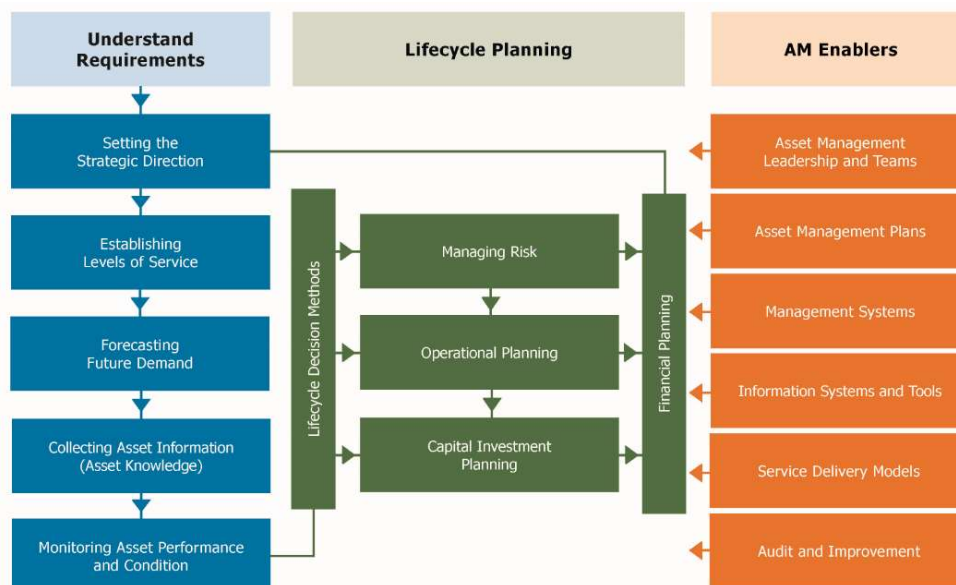 Understand
Requirements
Lifecycle Planning
AM Enablers
Setting the
Strategic Direction
Establishing
Levels of Service
Forecasting
Future Demand
Collecting Asset Information
(Asset Knowledge)
Monitoring Asset Performance
and Condition
Lifecycle Decision Methods
Managing Risk
Operational Planning
Capital Investment
Planning
Financial Planning
Asset Management
Leadership and Teams
Asset Management Plans
Management Systems
Information Systems and Tools
Service Delivery Models
Audit and Improvement